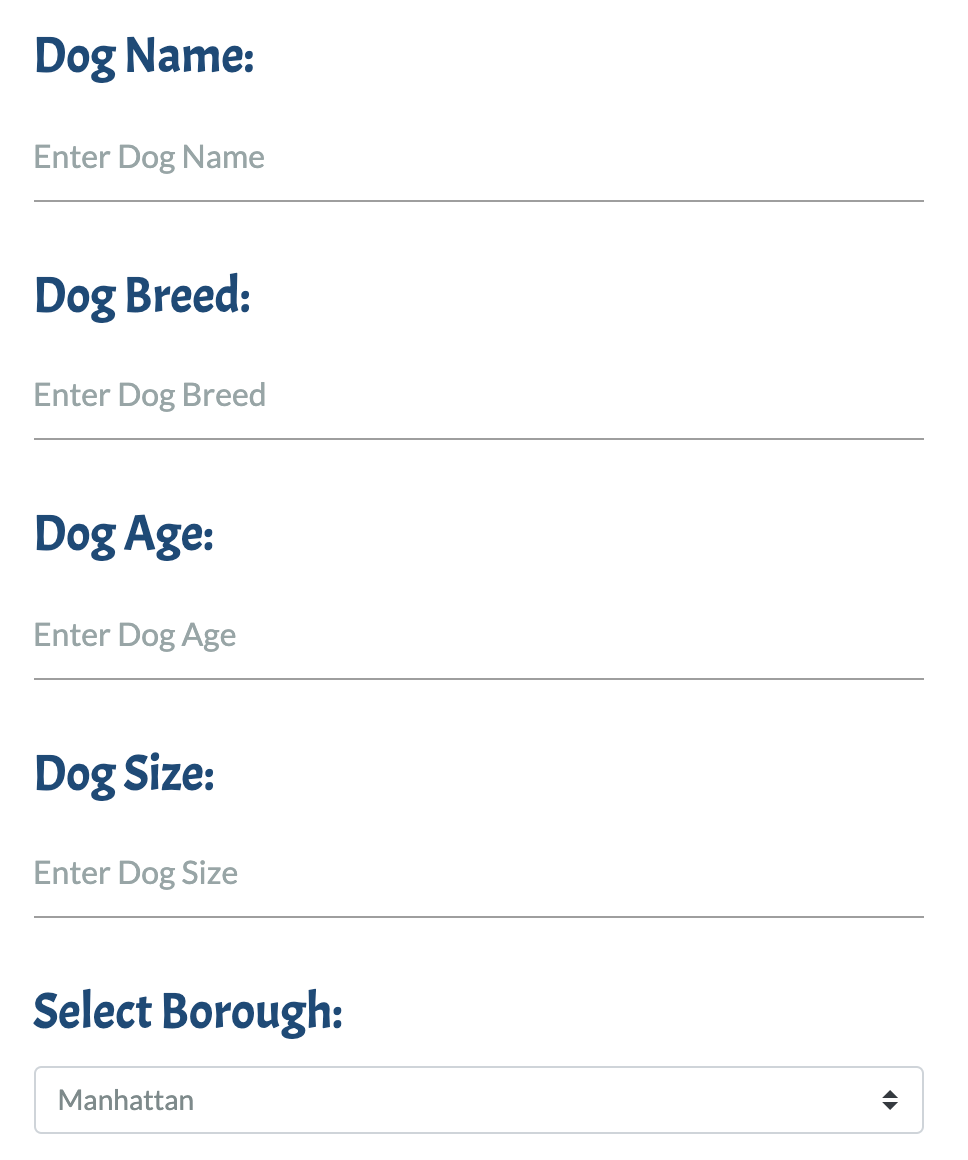 Dog Name:
Enter Dog Name
Dog Breed:
Enter Dog Breed
Dog Age:
Enter Dog Age
Dog Size:
Enter Dog Size
Select Borough:
Manhattan